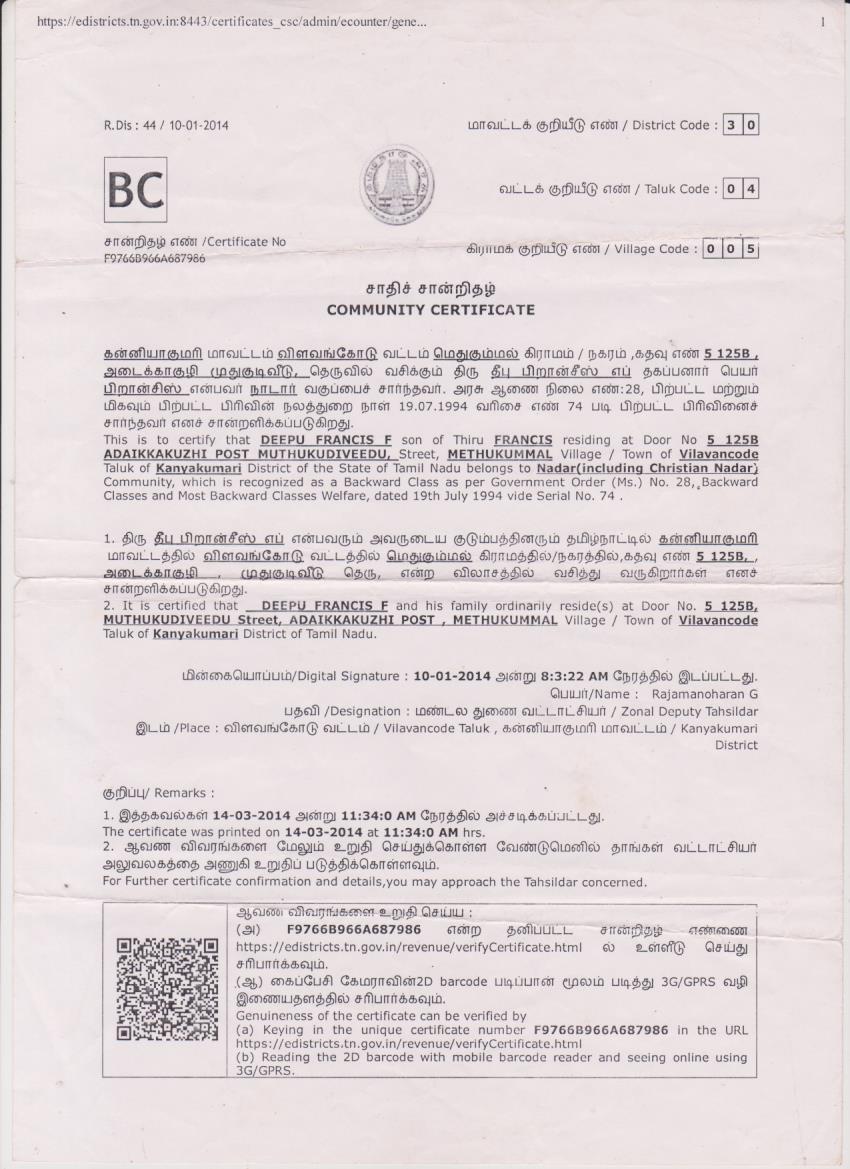 https://edistricts.tn.gov.in:8443/certificates_csc/admin/ecounter/gene... 1
R.Dis : 44 / 10-01-2014
மாவட்டக் குறியீடு எண் / District Code : 3 0
BC
வட்டக் குறியீடு எண் / Taluk Code : 0 4
சான்றிதழ் எண் /Certificate No
F9766B966A687986
கிராமக் குறியீடு எண் / Village Code : 0 0 5
சாதிச் சான்றிதழ்
COMMUNITY CERTIFICATE
கன்னியாகுமரி மாவட்டம் விளவங்கோடு வட்டம் மெதுகும்மல் கிராமம் / நகரம் ,கதவு எண் 5 125B ,
அடைக்காகுழி முதுகுடிவீடு, தெருவில் வசிக்கும் திரு தீபு பிறான்சீஸ் எப் தகப்பனார் பெயர்
பிறான்சிஸ் என்பவர் நாடார் வகுப்பைச் சார்ந்தவர். அரசு ஆணை நிலை எண்:28, பிற்பட்ட மற்றும்
மிகவும் பிற்பட்ட பிரிவின் நலத்துறை நாள் 19.07.1994 வரிசை எண் 74 படி பிற்பட்ட பிரிவினைச்
சார்ந்தவர் எனச் சான்றளிக்கப்படுகிறது.
This is to certify that DEEPU FRANCIS F son of Thiru FRANCIS residing at Door No 5 125B
ADAIKKAKUZHI POST MUTHUKUDIVEEDU, Street, METHUKUMMAL Village / Town of Vilavancode
Taluk of Kanyakumari District of the State of Tamil Nadu belongs to Nadar(including Christian Nadar)
Community, which is recognized as a Backward Class as per Government Order (Ms.) No. 28, Backward
Classes and Most Backward Classes Welfare, dated 19th July 1994 vide Serial No. 74 .
1. திரு தீபு பிறான்சீஸ் எப் என்பவரும் அவருடைய குடும்பத்தினரும் தமிழ்நாட்டில் கன்னியாகுமரி
மாவட்டத்தில் விளவங்கோடு வட்டத்தில் மெதுகும்மல் கிராமத்தில்/நகரத்தில்,கதவு எண் 5 125B, ,
அடைக்காகுழி , முதுகுடிவீடு தெரு, என்ற விலாசத்தில் வசித்து வருகிறார்கள் எனச்
சான்றளிக்கப்படுகிறது.
2. It is certified that DEEPU FRANCIS F and his family ordinarily reside(s) at Door No. 5 125B,
MUTHUKUDIVEEDU Street, ADAIKKAKUZHI POST , METHUKUMMAL Village / Town of Vilavancode
Taluk of Kanyakumari District of Tamil Nadu.
மின்கையொப்பம்/Digital Signature : 10-01-2014 அன்று 8:3:22 AM நேரத்தில் இடப்பட்டது.
பெயர்/Name : Rajamanoharan G
பதவி /Designation : மண்டல துணை வட்டாட்சியர் / Zonal Deputy Tahsildar
இடம் /Place : விளவங்கோடு வட்டம் / Vilavancode Taluk , கன்னியாகுமரி மாவட்டம் / Kanyakumari
District
குறிப்பு/ Remarks :
1. இத்தகவல்கள் 14-03-2014 அன்று 11:34:0 AM நேரத்தில் அச்சடிக்கப்பட்டது.
The certificate was printed on 14-03-2014 at 11:34:0 AM hrs.
2. ஆவண விவரங்களை மேலும் உறுதி செய்துக்கொள்ள வேண்டுமெனில் தாங்கள் வட்டாட்சியர்
அலுவலகத்தை அணுகி உறுதிப் படுத்திக்கொள்ளவும்.
For Further certificate confirmation and details,you may approach the Tahsildar concerned.
ஆவண விவரங்களை உறுதி செய்ய :
(அ) F9766B966A687986 என்ற தனிப்பட்ட சான்றிதழ் எண்ணை
https://edistricts.tn.gov.in/revenue/verifyCertificate.html ல் உள்ளீடு செய்து
சரிபார்க்கவும்.
(ஆ) கைப்பேசி கேமராவின்2D barcode படிப்பான் மூலம் படித்து 3G/GPRS வழி
இணையதளத்தில் சரிபார்க்கவும்.
Genuineness of the certificate can be verified by
(a) Keying in the unique certificate number F9766B966A687986 in the URL
https://edistricts.tn.gov.in/revenue/verifyCertificate.html
(b) Reading the 2D barcode with mobile barcode reader and seeing online using
3G/GPRS.